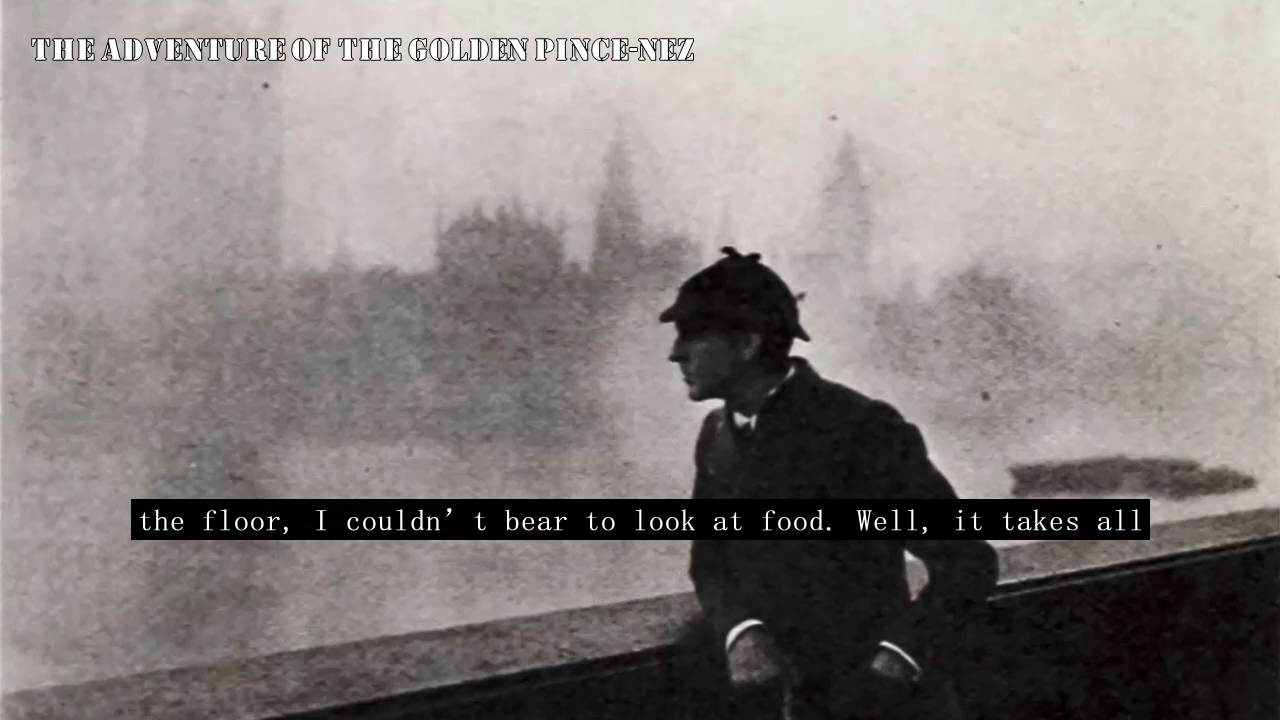 THE ADVENTURE OF THE GOLDEN PINCE-NEZ
the floor, I couldn’t bear to look at food. Well, it takes all